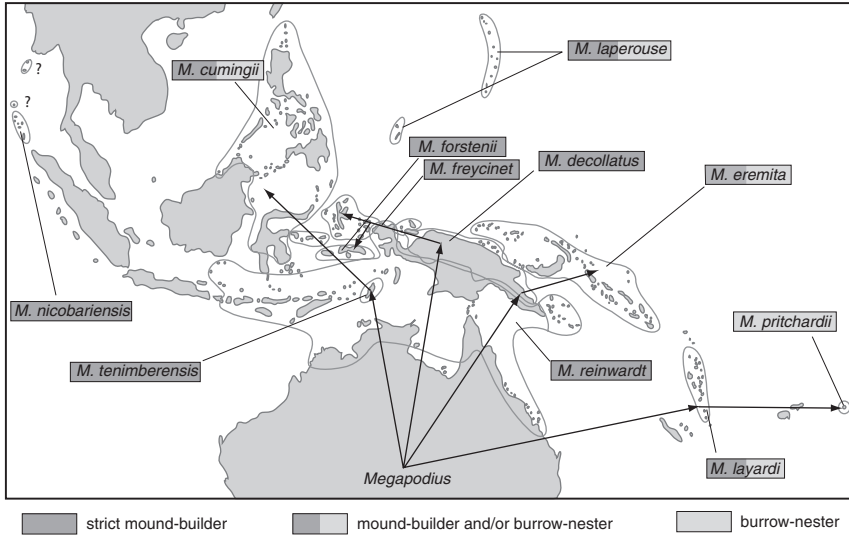 M. laperouse
M. cumingii
?
?
M. forstenii
M. freycinet
M. decollatus
M. eremita
M. nicobariensis
M. pritchardii
M. tenimberensis
M. reinwardt
M. layardi
Megapodius
strict mound-builder
mound-builder and/or burrow-nester
burrow-nester